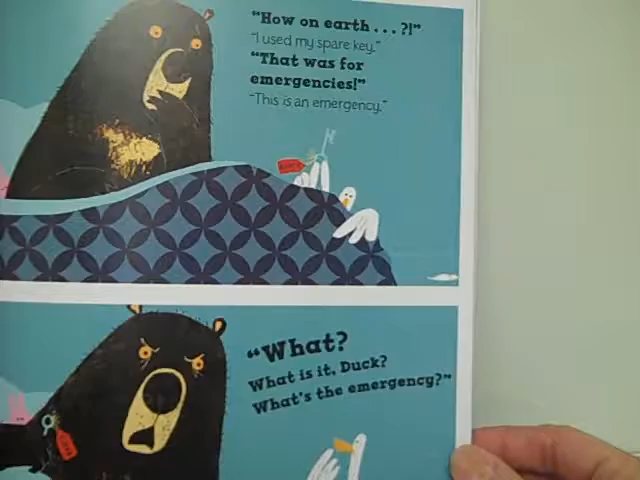 "How on earth . . . ?!"
"I used my spare key."
"That was for
emergencies!"
"This is an emergency."
"What?
What is it, Duck?
What's the emergency?"